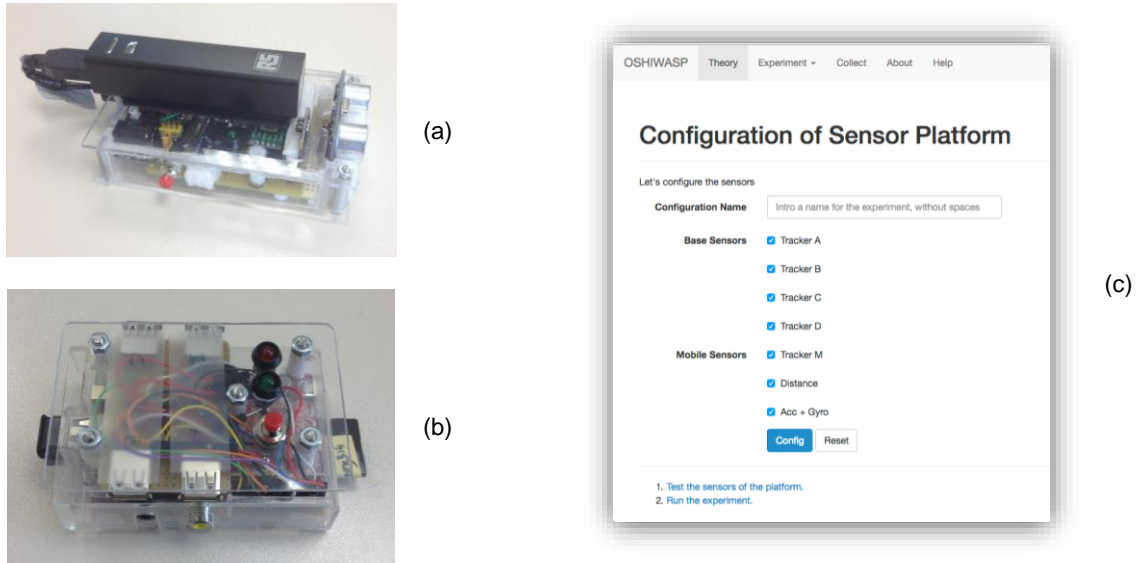 RS
(a)
(b)
OSHIWASP Theory Experiment Collect About Help
Configuration of Sensor Platform
Let's configure the sensors
Configuration Name Intro a name for the experiment, without spaces
Base Sensors Tracker A
Tracker B
Tracker C
Tracker D
Mobile Sensors Tracker M
Distance
Acc + Gyro
Config Reset
1. Test the sensors of the platform.
2. Run the experiment.
(c)